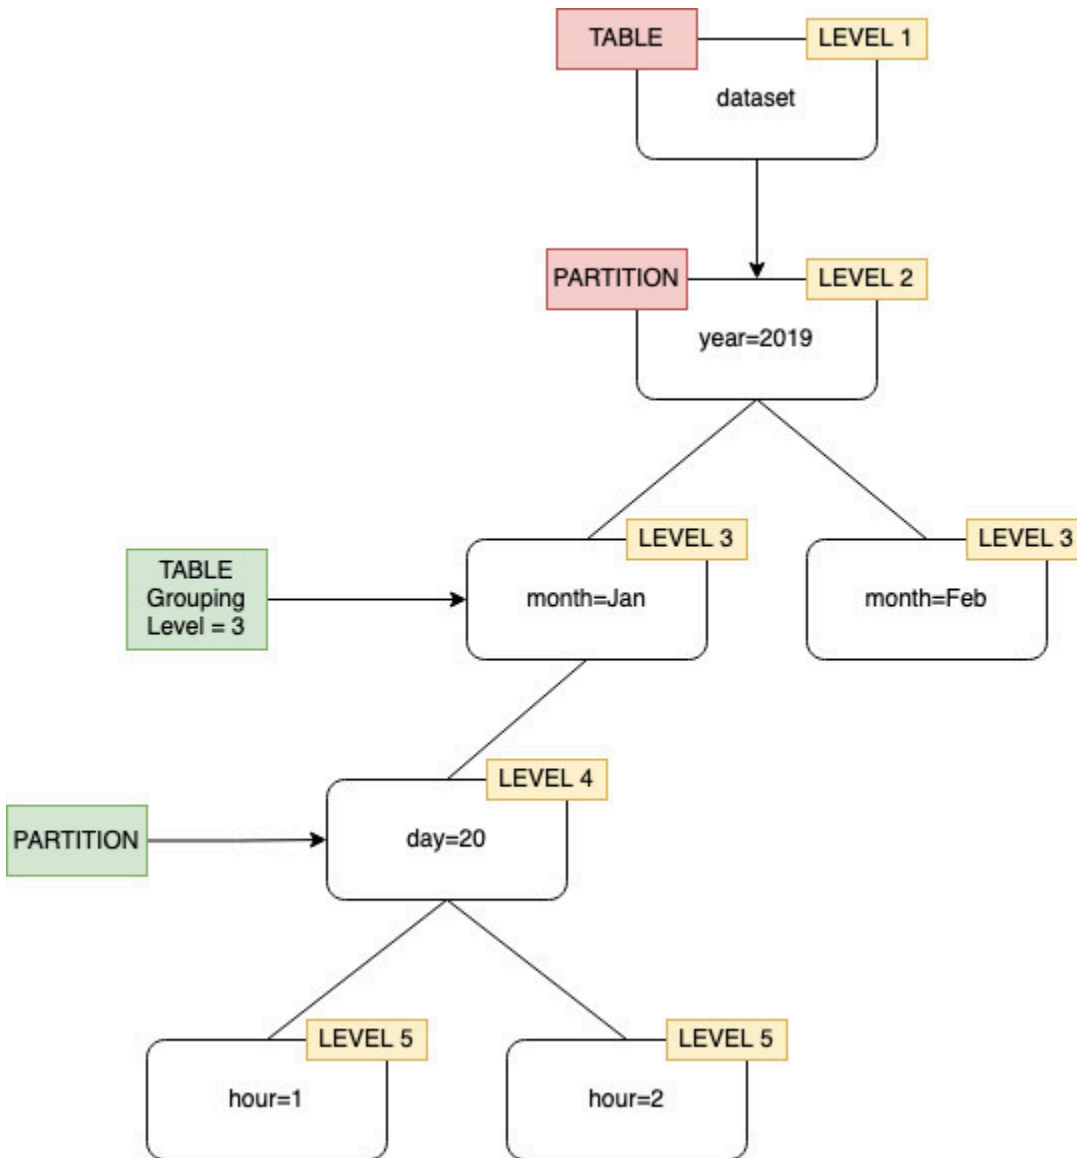 TABLE
LEVEL 1
dataset
PARTITION
LEVEL 2
year=2019
LEVEL 3
LEVEL 3
TABLE
Grouping
Level = 3
month=Jan
month=Feb
LEVEL 4
PARTITION
day=20
LEVEL 5
LEVEL 5
hour=1
hour=2